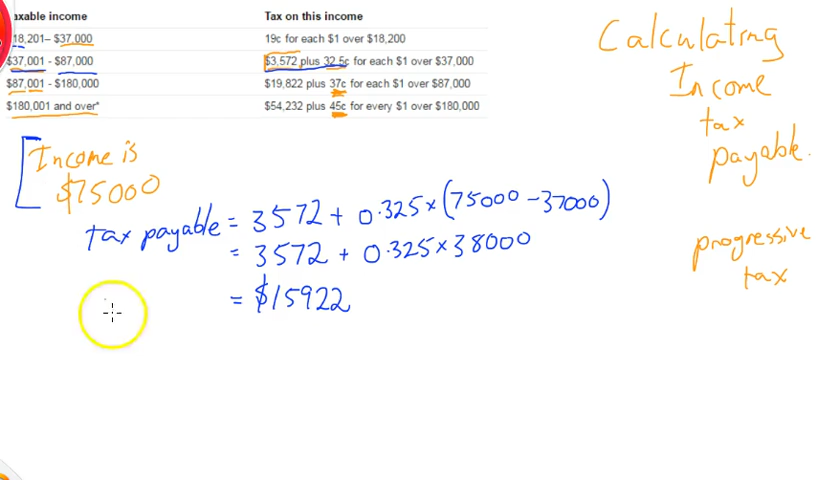 axable income Tax on this income
18,201– $37,000 19c for each $1 over $18,200
$37,001 - $87,000 $3,572 plus 32.5c for each $1 over $37,000
$87,001 - $180,000 $19,822 plus 37c for each $1 over $87,000
$180,001 and over* $54,232 plus 45c for every $1 over $180,000
Calculating
Income
tax
payable.
Income is
$75000
tax payable = 3572 + 0.325 × (75000 - 37000)
= 3572 + 0.325 × 38000
= $15922
progressive
tax